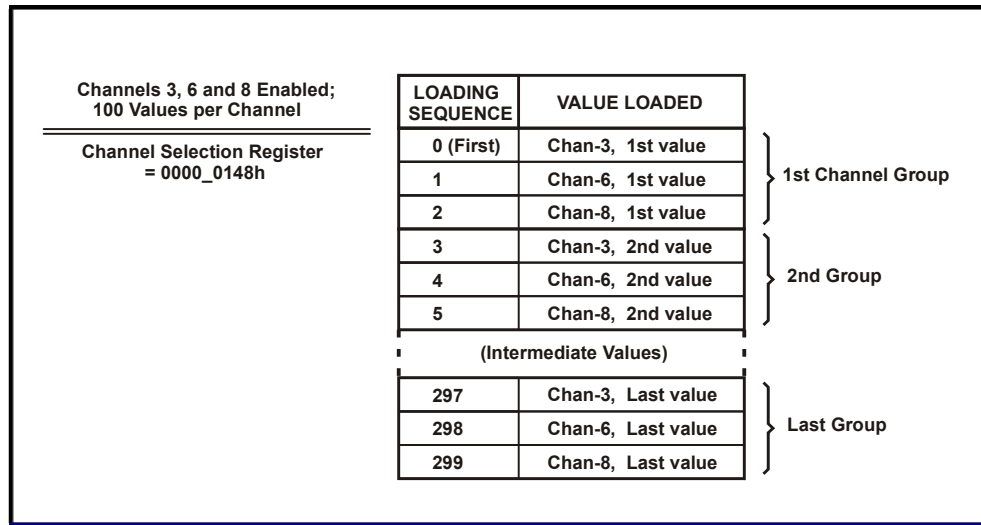 Channels 3, 6 and 8 Enabled;
100 Values per Channel
Channel Selection Register
= 0000_0148h
LOADING SEQUENCE VALUE LOADED
0 (First) Chan-3, 1st value
1 Chan-6, 1st value
2 Chan-8, 1st value
1st Channel Group
3 Chan-3, 2nd value
4 Chan-6, 2nd value
5 Chan-8, 2nd value
2nd Group
(Intermediate Values)
297 Chan-3, Last value
298 Chan-6, Last value
299 Chan-8, Last value
Last Group